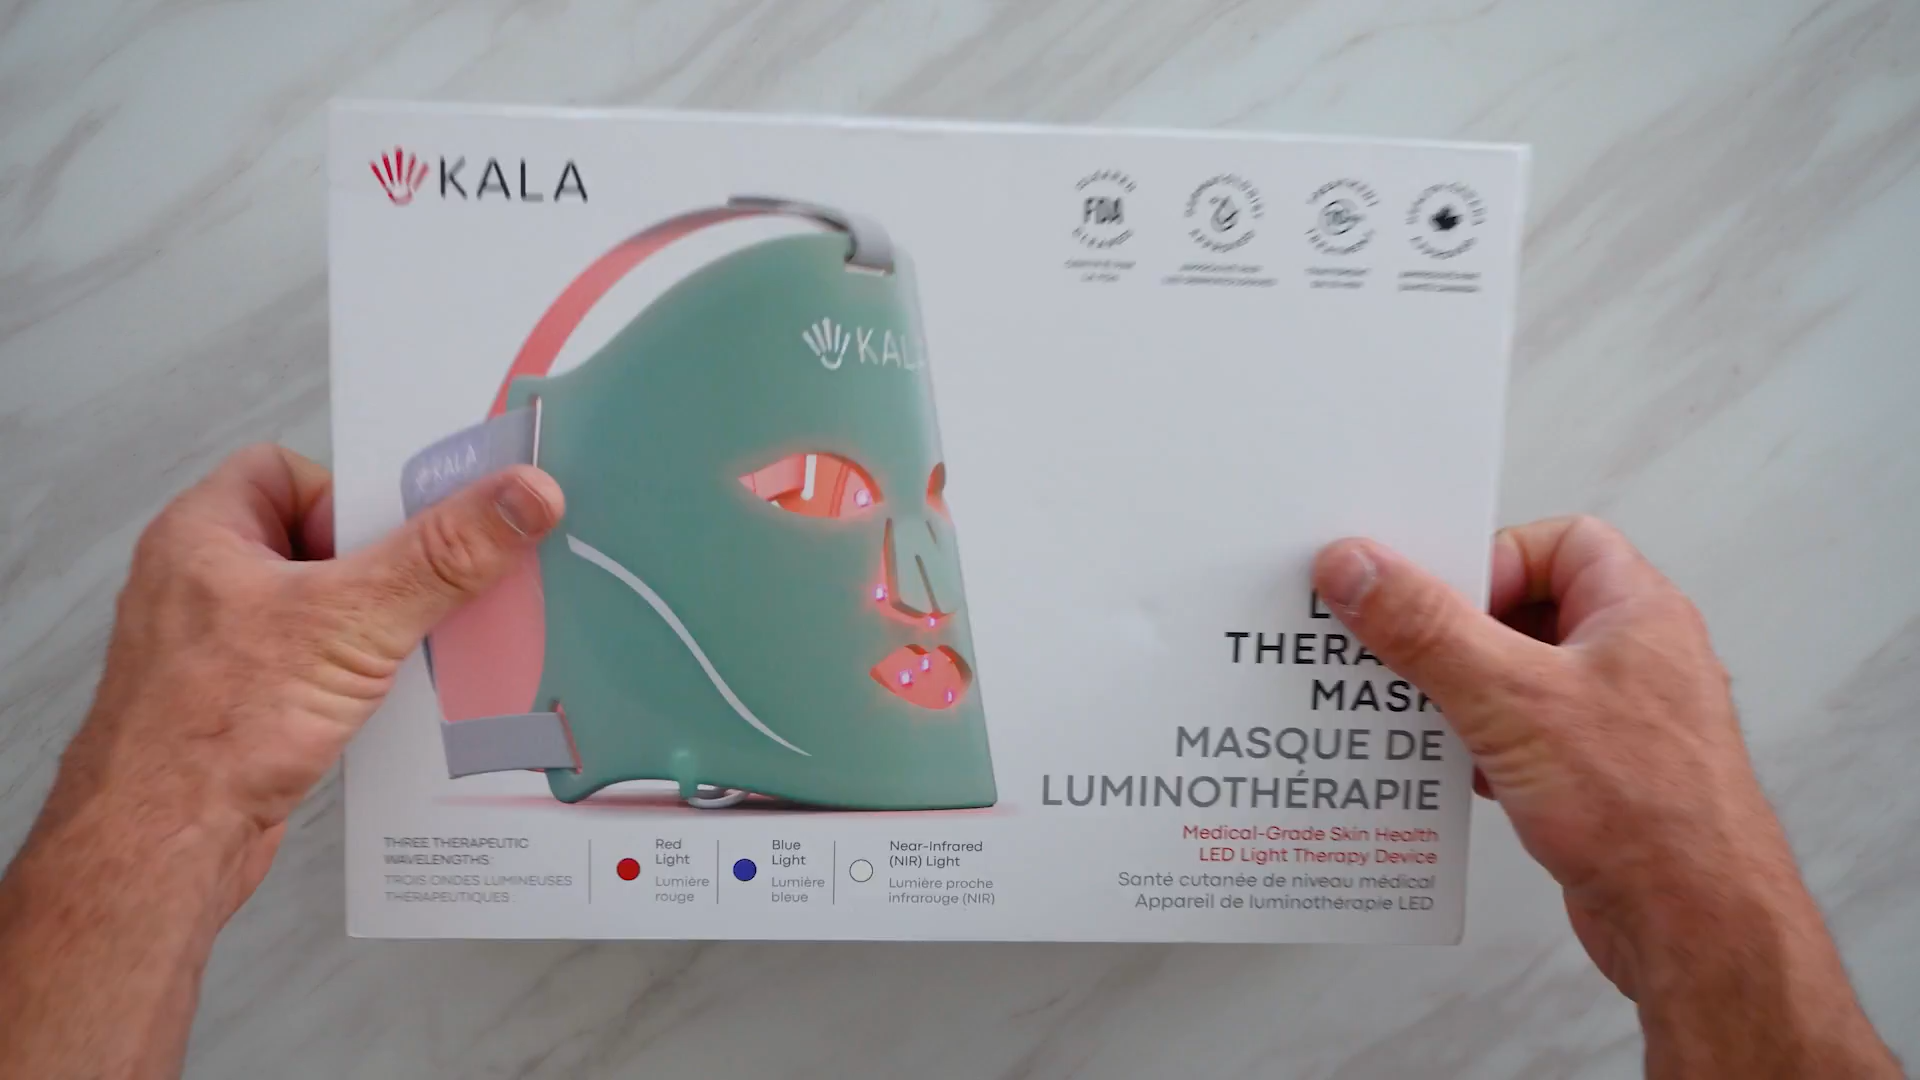 KALA
FDA
KALA
KALA
THERA
MASK
MASQUE DE
LUMINOTHÉRAPIE
Medical-Grade Skin Health
LED Light Therapy Device
Santé cutanée de niveau médical
Appareil de luminothérapie LED
THREE THERAPEUTIC
WAVELENGTHS:
TROIS ONDES LUMINEUSES
THÉRAPEUTIQUES :
Red
Light
Lumière
rouge
Blue
Light
Lumière
bleue
Near-Infrared
(NIR) Light
Lumière proche
infrarouge (NIR)